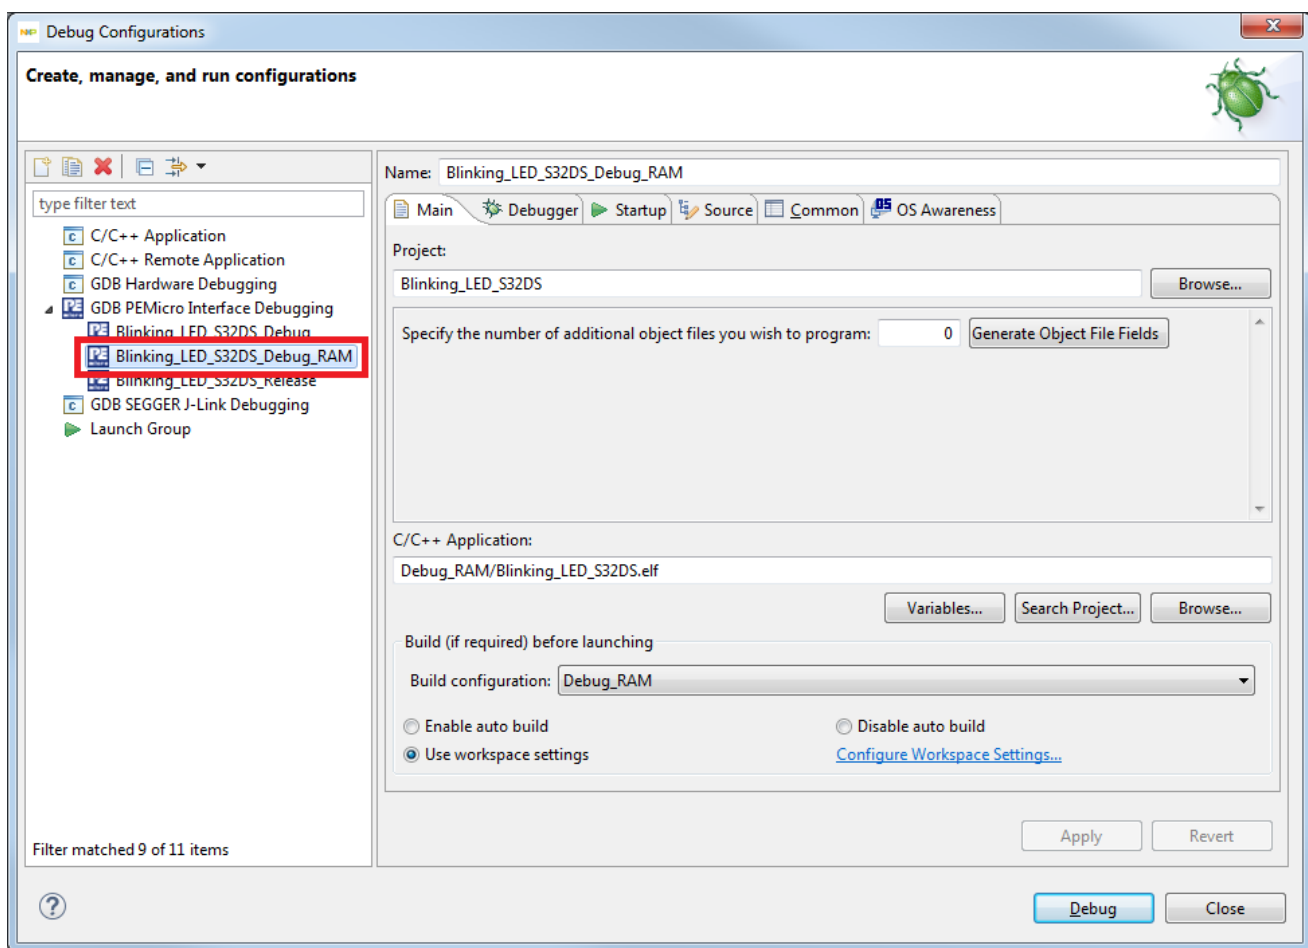 NXP Debug Configurations
Create, manage, and run configurations
type filter text
C/C++ Application
C/C++ Remote Application
GDB Hardware Debugging
GDB PEMicro Interface Debugging
Blinking_LED_S32DS_Debug
Blinking_LED_S32DS_Debug_RAM
Blinking_LED_S32DS_Release
GDB SEGGER J-Link Debugging
Launch Group
Filter matched 9 of 11 items
Name: Blinking_LED_S32DS_Debug_RAM
Main Debugger Startup Source Common OS Awareness
Project:
Blinking_LED_S32DS Browse...
Specify the number of additional object files you wish to program: 0 Generate Object File Fields
C/C++ Application:
Debug_RAM/Blinking_LED_S32DS.elf
Variables... Search Project... Browse...
Build (if required) before launching
Build configuration: Debug_RAM
Enable auto build Disable auto build
Use workspace settings Configure Workspace Settings...
Apply Revert
Debug Close